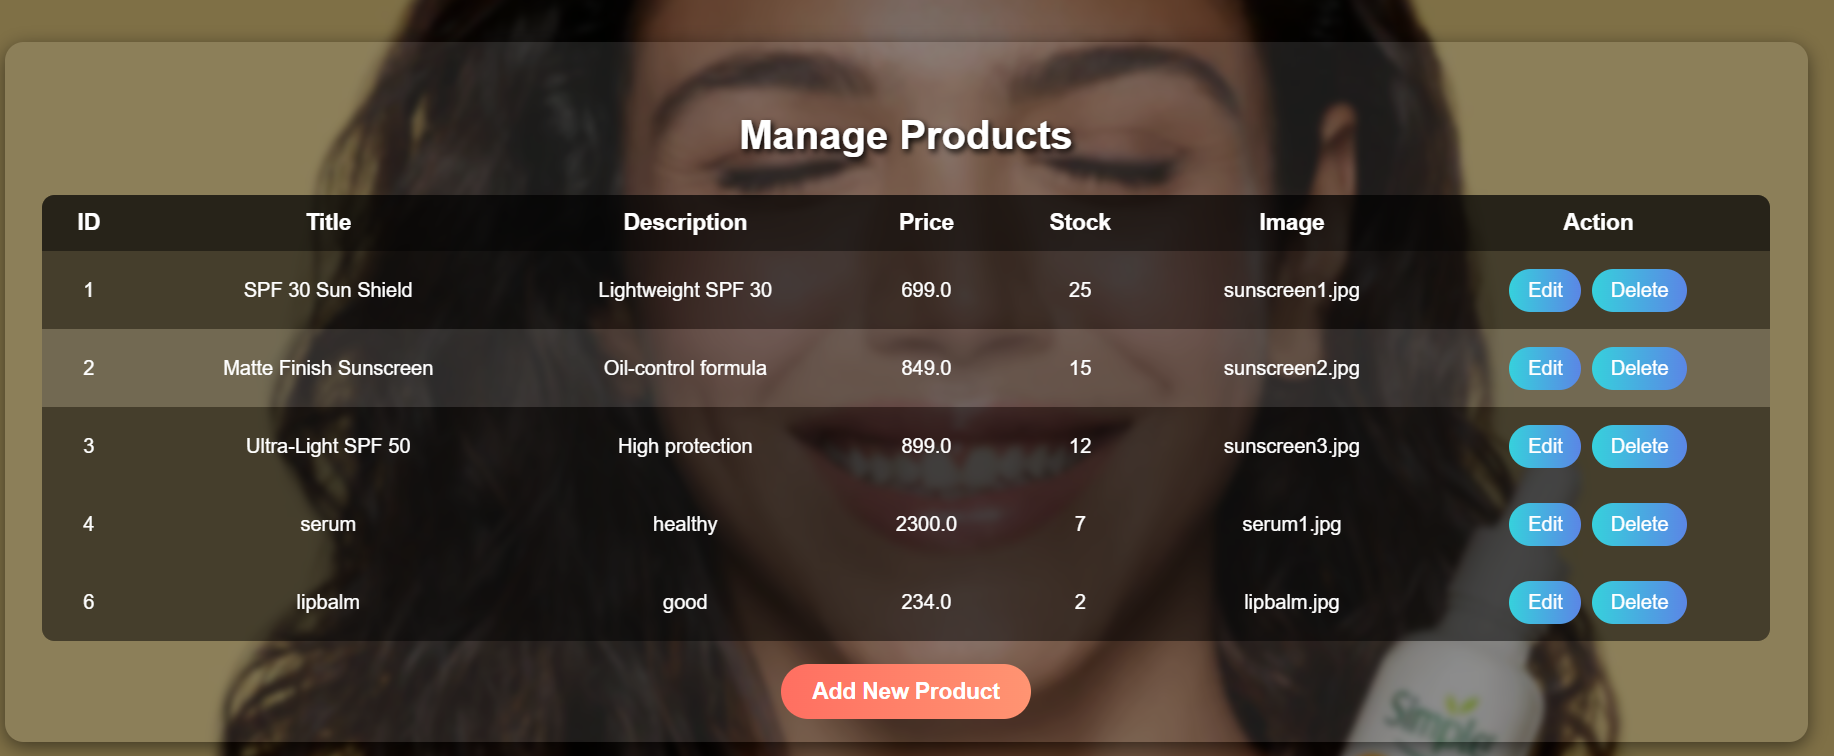 Manage Products
ID Title Description Price Stock Image Action
1 SPF 30 Sun Shield Lightweight SPF 30 699.0 25 sunscreen1.jpg Edit Delete
2 Matte Finish Sunscreen Oil-control formula 849.0 15 sunscreen2.jpg Edit Delete
3 Ultra-Light SPF 50 High protection 899.0 12 sunscreen3.jpg Edit Delete
4 serum healthy 2300.0 7 serum1.jpg Edit Delete
6 lipbalm good 234.0 2 lipbalm.jpg Edit Delete
Add New Product
Simple